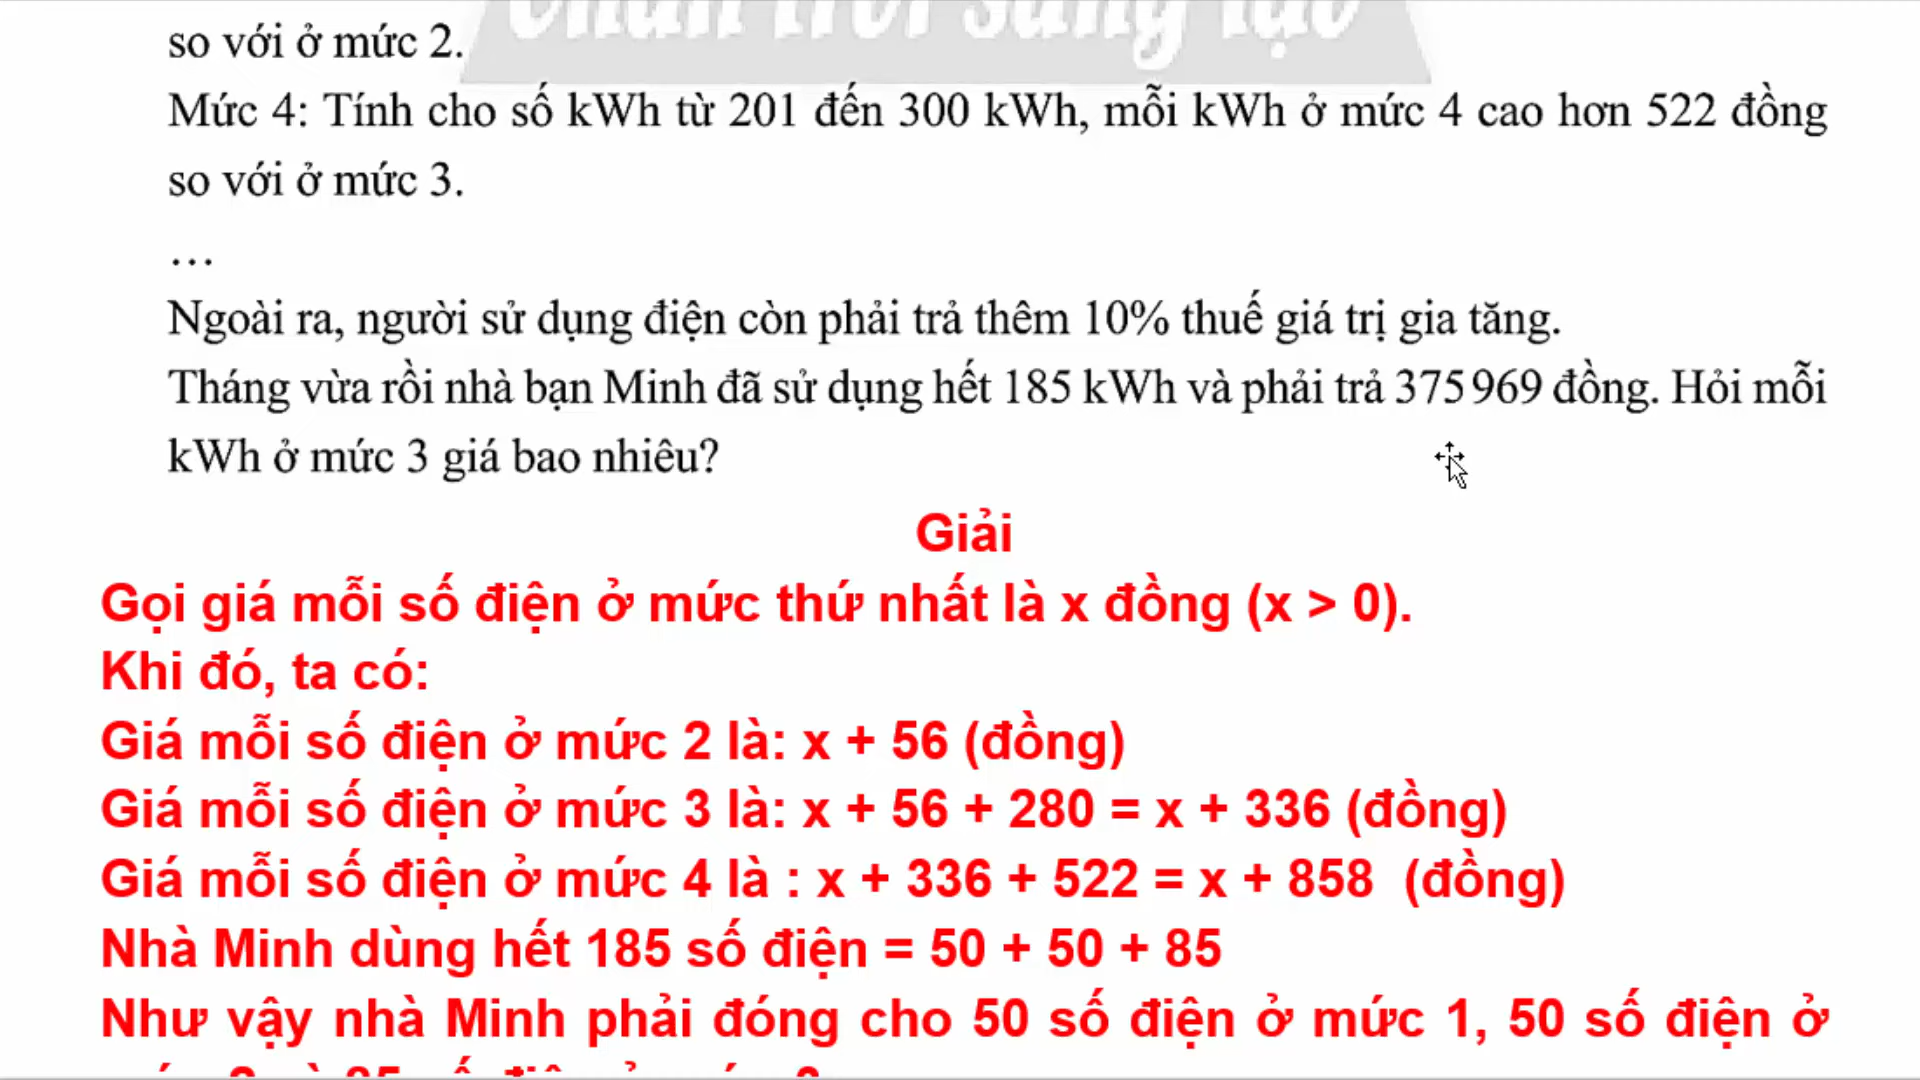 Chân trời sáng tạo
so với ở mức 2.
Mức 4: Tính cho số kWh từ 201 đến 300 kWh, mỗi kWh ở mức 4 cao hơn 522 đồng
so với ở mức 3.
…
Ngoài ra, người sử dụng điện còn phải trả thêm 10% thuế giá trị gia tăng.
Tháng vừa rồi nhà bạn Minh đã sử dụng hết 185 kWh và phải trả 375 969 đồng. Hỏi mỗi
kWh ở mức 3 giá bao nhiêu?
Giải
Gọi giá mỗi số điện ở mức thứ nhất là x đồng (x > 0).
Khi đó, ta có:
Giá mỗi số điện ở mức 2 là: x + 56 (đồng)
Giá mỗi số điện ở mức 3 là: x + 56 + 280 = x + 336 (đồng)
Giá mỗi số điện ở mức 4 là : x + 336 + 522 = x + 858 (đồng)
Nhà Minh dùng hết 185 số điện = 50 + 50 + 85
Như vậy nhà Minh phải đóng cho 50 số điện ở mức 1, 50 số điện ở